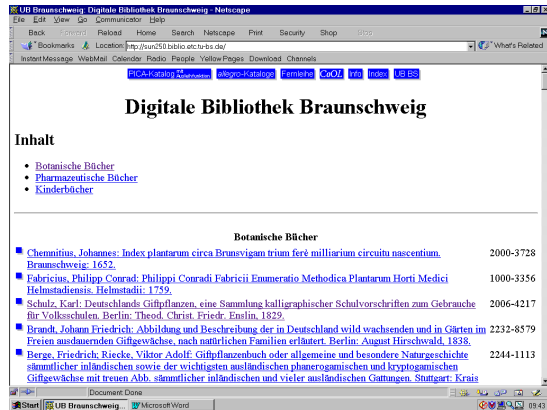 UB Braunschweig: Digitale Bibliothek Braunschweig - Netscape
File Edit View Go Communicator Help
Back Forward Reload Home Search Netscape Print Security Shop Stop
Bookmarks Location: http://sun250.biblio.etc.tu-bs.de/ What's Related
Instant Message WebMail Calendar Radio People Yellow Pages Download Channels
PICA-Katalog mit Ausleihfunktion allegro-Kataloge Fernleihe CoOL Info Index UB BS
Digitale Bibliothek Braunschweig
Inhalt
Botanische Bücher
Pharmazeutische Bücher
Kinderbücher
Botanische Bücher
Chemnitius, Johannes: Index plantarum circa Brunsvigam trium ferè milliarium circuitu nascentium. 2000-3728
Braunschweig: 1652.
Fabricius, Philipp Conrad: Philippi Conradi Fabricii Enumeratio Methodica Plantarum Horti Medici 1000-3356
Helmstadiensis. Helmstadii: 1759.
Schulz, Karl: Deutschlands Giftpflanzen, eine Sammlung kalligraphischer Schulvorschriften zum Gebrauche 2006-4217
für Volksschulen. Berlin: Theod. Christ. Friedr. Enslin, 1829.
Brandt, Johann Friedrich: Abbildung und Beschreibung der in Deutschland wild wachsenden und in Gärten im 2232-8579
Freien ausdauernden Giftgewächse, nach natürlichen Familien erläutert. Berlin: August Hirschwald, 1838.
Berge, Friedrich; Riecke, Viktor Adolf: Giftpflanzenbuch oder allgemeine und besondere Naturgeschichte 2244-1113
sämmtlicher inländischen sowie der wichtigsten ausländischen phanerogamischen und kryptogamischen
Giftgewächse mit treuen Abb. sämmtlicher inländischen und vieler ausländischen Gattungen. Stuttgart: Krais
Document Done
Start UB Braunschweig... Microsoft Word 09:43